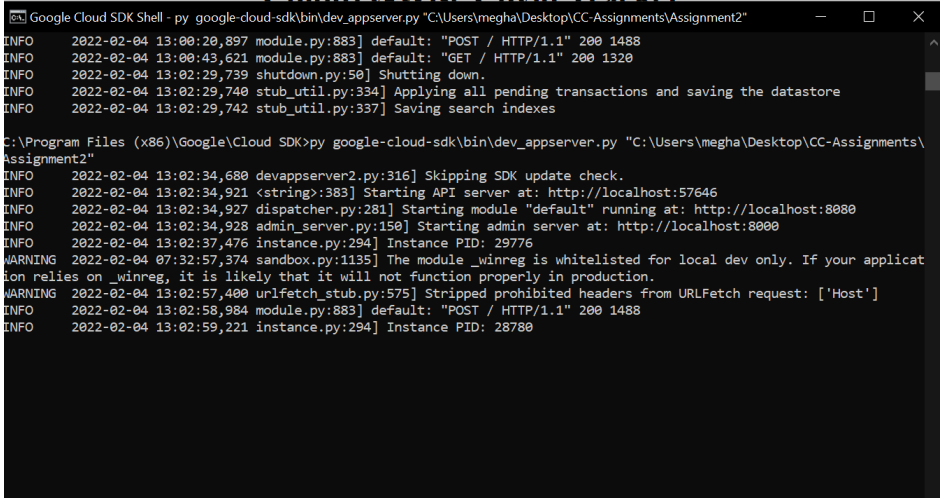 Google Cloud SDK Shell - py google-cloud-sdk\bin\dev_appserver.py "C:\Users\megha\Desktop\CC-Assignments\Assignment2"
INFO     2022-02-04 13:00:20,897 module.py:883] default: "POST / HTTP/1.1" 200 1488
INFO     2022-02-04 13:00:43,621 module.py:883] default: "GET / HTTP/1.1" 200 1320
INFO     2022-02-04 13:02:29,739 shutdown.py:50] Shutting down.
INFO     2022-02-04 13:02:29,740 stub_util.py:334] Applying all pending transactions and saving the datastore
INFO     2022-02-04 13:02:29,742 stub_util.py:337] Saving search indexes
C:\Program Files (x86)\Google\Cloud SDK>py google-cloud-sdk\bin\dev_appserver.py "C:\Users\megha\Desktop\CC-Assignments\
Assignment2"
INFO     2022-02-04 13:02:34,680 devappserver2.py:316] Skipping SDK update check.
INFO     2022-02-04 13:02:34,921 <string>:383] Starting API server at: http://localhost:57646
INFO     2022-02-04 13:02:34,927 dispatcher.py:281] Starting module "default" running at: http://localhost:8080
INFO     2022-02-04 13:02:34,928 admin_server.py:150] Starting admin server at: http://localhost:8000
INFO     2022-02-04 13:02:37,476 instance.py:294] Instance PID: 29776
WARNING  2022-02-04 07:32:57,374 sandbox.py:1135] The module _winreg is whitelisted for local dev only. If your applicat
ion relies on _winreg, it is likely that it will not function properly in production.
WARNING  2022-02-04 13:02:57,400 urlfetch_stub.py:575] Stripped prohibited headers from URLFetch request: ['Host']
INFO     2022-02-04 13:02:58,984 module.py:883] default: "POST / HTTP/1.1" 200 1488
INFO     2022-02-04 13:02:59,221 instance.py:294] Instance PID: 28780